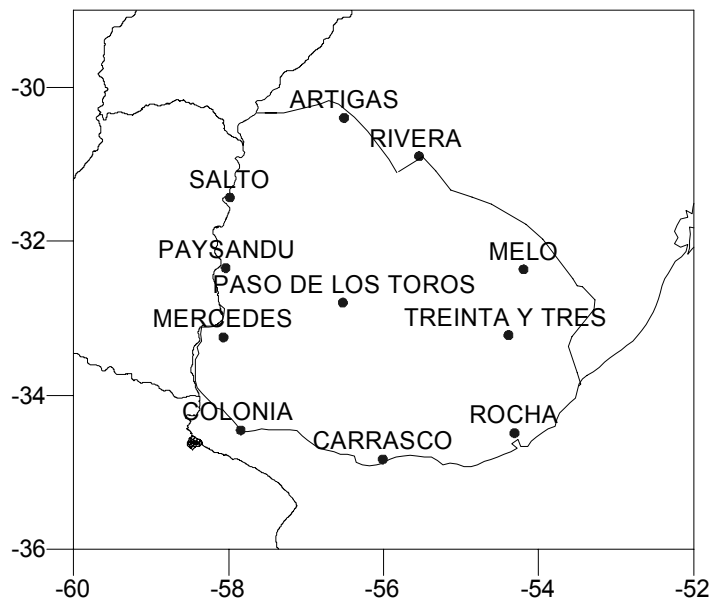 -30
ARTIGAS
RIVERA
SALTO
-32
PAYSANDU
MELO
PASO DE LOS TOROS
MERCEDES
TREINTA Y TRES
-34
COLONIA
ROCHA
CARRASCO
-36
-60
-58
-56
-54
-52